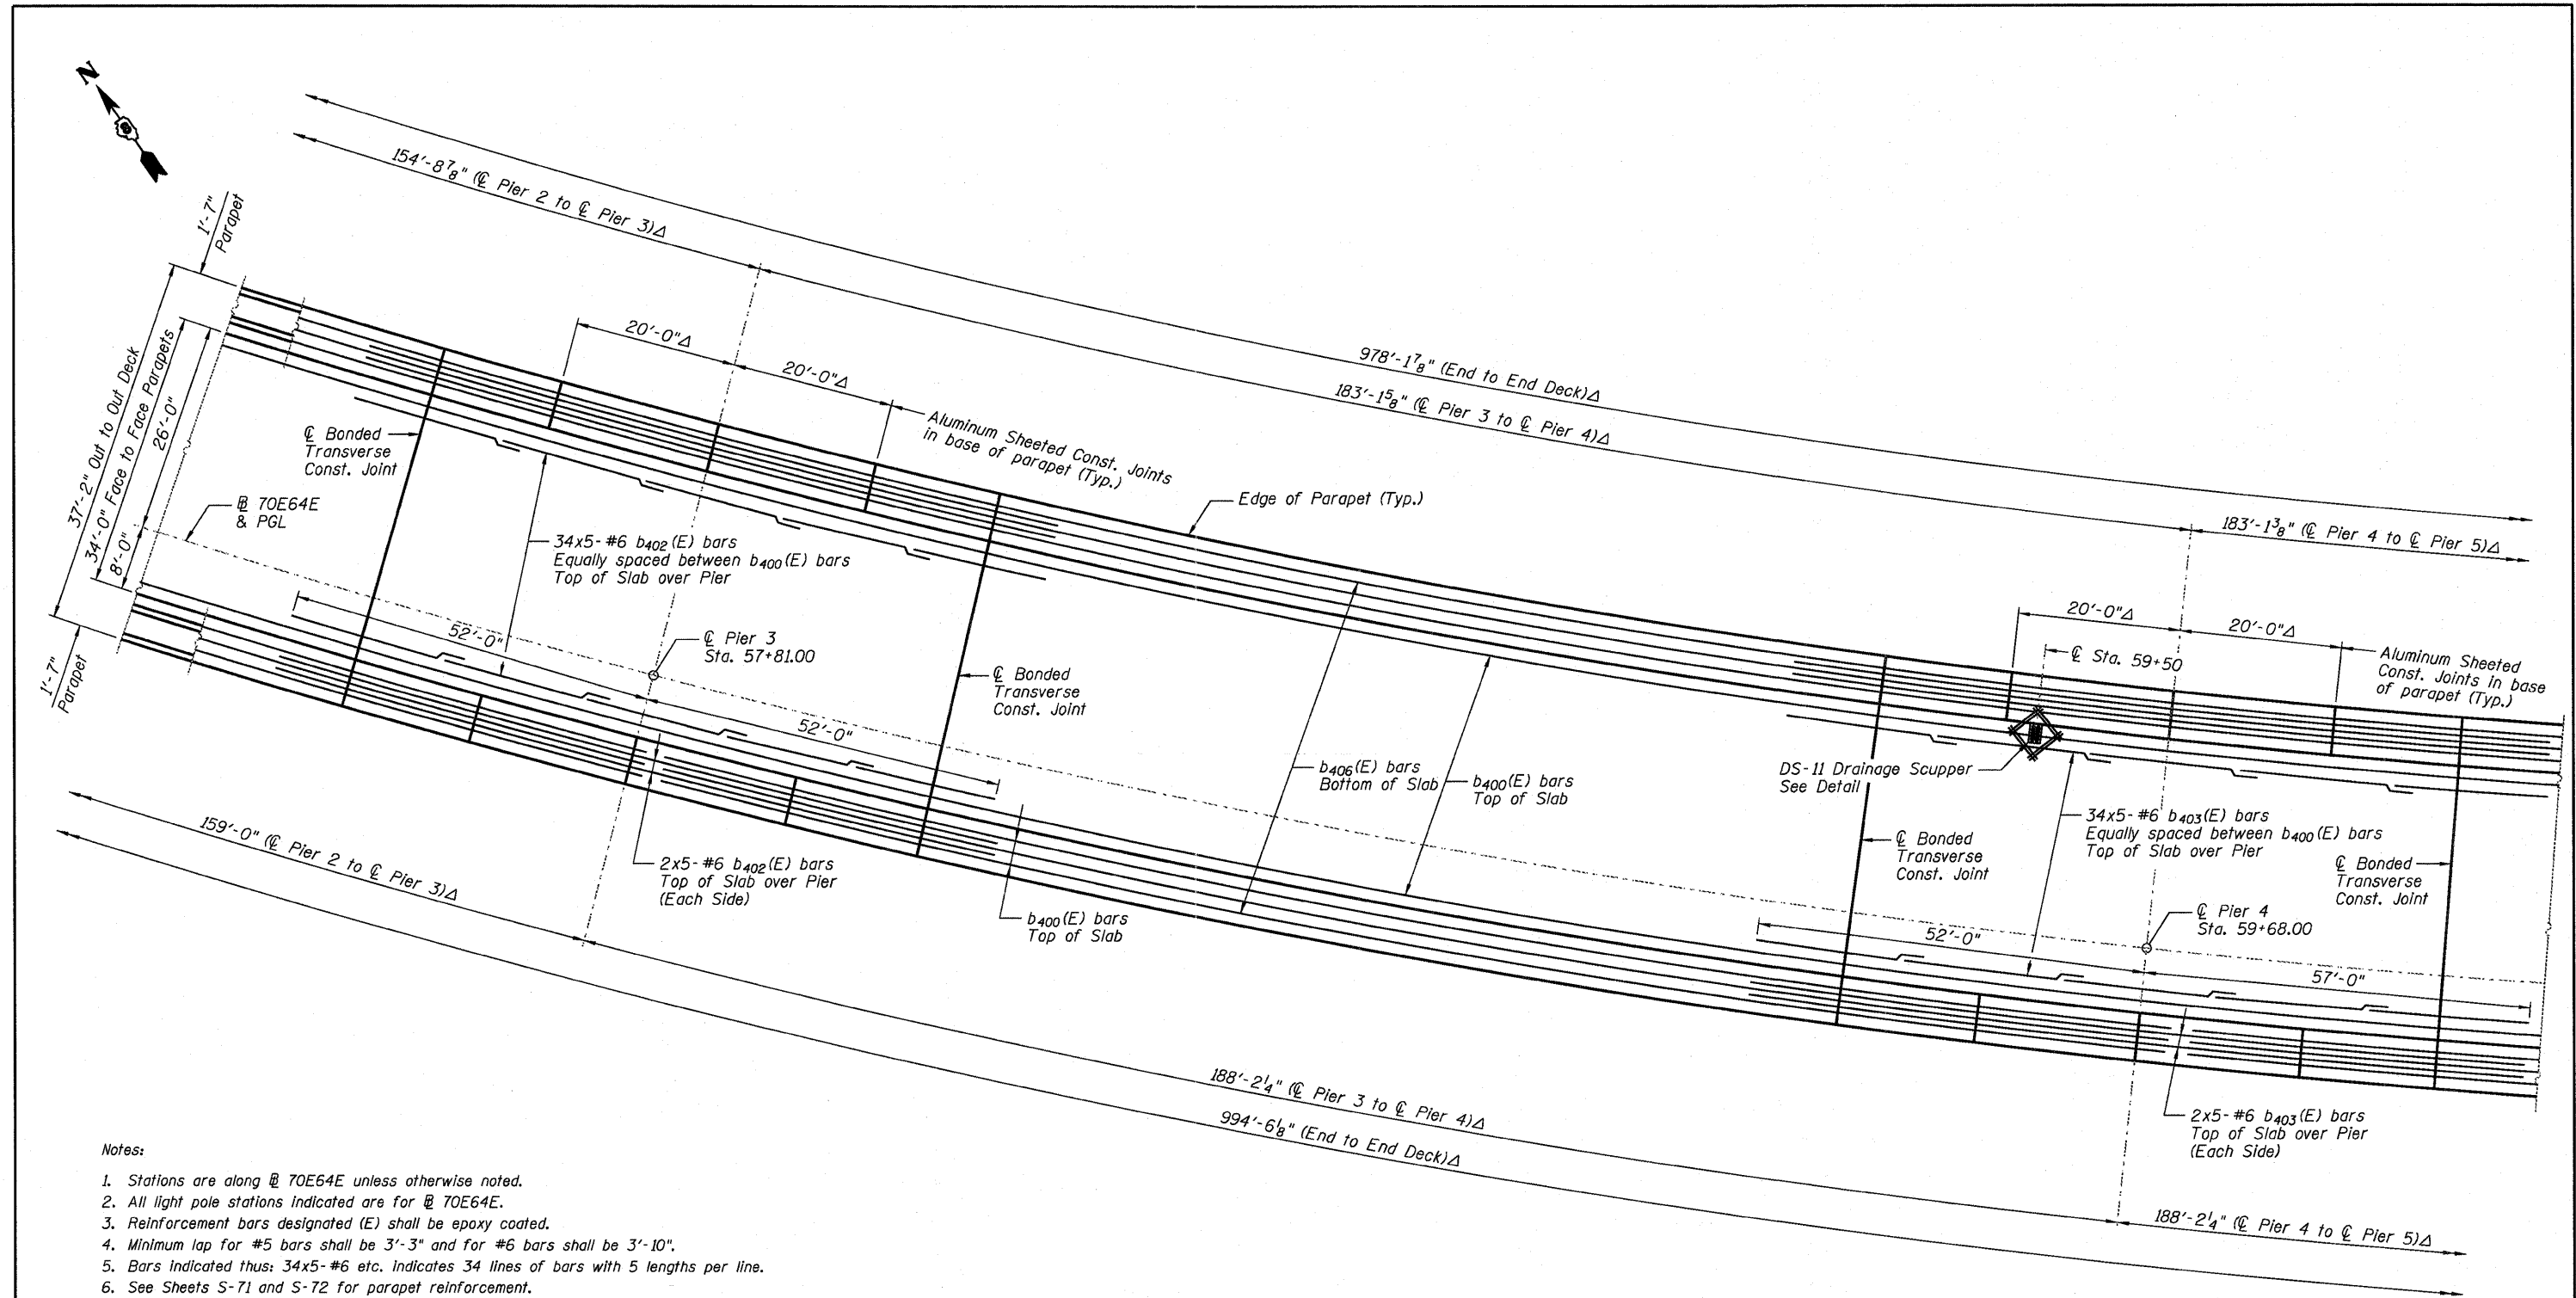 N
154'-8 7/8" (℄ Pier 2 to ℄ Pier 3)Δ
978'-1 7/8" (End to End Deck)Δ
183'-1 5/8" (℄ Pier 3 to ℄ Pier 4)Δ
183'-1 3/8" (℄ Pier 4 to ℄ Pier 5)Δ
1'-7"
Parapet
37'-2" Out to Out Deck
34'-0" Face to Face Parapets
26'-0"
8'-0"
1'-7"
Parapet
20'-0"Δ
20'-0"Δ
Aluminum Sheeted Const. Joints
in base of parapet (Typ.)
℄ Bonded
Transverse
Const. Joint
Edge of Parapet (Typ.)
70E64E
& PGL
34x5-#6 b402(E) bars
Equally spaced between b400(E) bars
Top of Slab over Pier
52'-0"
℄ Pier 3
Sta. 57+81.00
52'-0"
℄ Bonded
Transverse
Const. Joint
20'-0"Δ
20'-0"Δ
℄ Sta. 59+50
Aluminum Sheeted
Const. Joints in base
of parapet (Typ.)
b406(E) bars
Bottom of Slab
b400(E) bars
Top of Slab
DS-11 Drainage Scupper
See Detail
34x5-#6 b403(E) bars
Equally spaced between b400(E) bars
Top of Slab over Pier
℄ Bonded
Transverse
Const. Joint
℄ Bonded
Transverse
Const. Joint
159'-0" (℄ Pier 2 to ℄ Pier 3)Δ
2x5-#6 b402(E) bars
Top of Slab over Pier
(Each Side)
b400(E) bars
Top of Slab
℄ Pier 4
Sta. 59+68.00
52'-0"
57'-0"
188'-2 1/4" (℄ Pier 3 to ℄ Pier 4)Δ
994'-6 1/8" (End to End Deck)Δ
2x5-#6 b403(E) bars
Top of Slab over Pier
(Each Side)
188'-2 1/4" (℄ Pier 4 to ℄ Pier 5)Δ
Notes:
1. Stations are along ⅊ 70E64E unless otherwise noted.
2. All light pole stations indicated are for ⅊ 70E64E.
3. Reinforcement bars designated (E) shall be epoxy coated.
4. Minimum lap for #5 bars shall be 3'-3" and for #6 bars shall be 3'-10".
5. Bars indicated thus: 34x5-#6 etc. indicates 34 lines of bars with 5 lengths per line.
6. See Sheets S-71 and S-72 for parapet reinforcement.